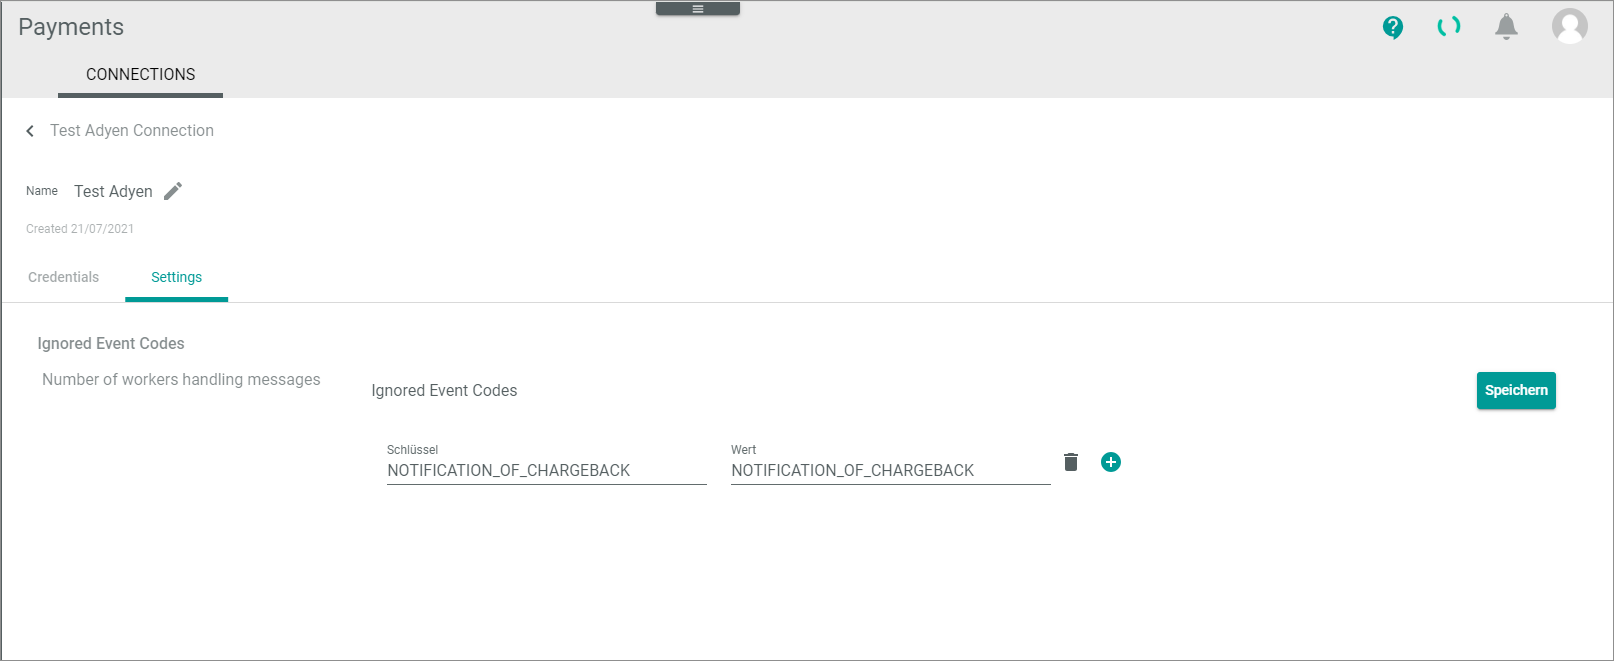 Payments
CONNECTIONS
Test Adyen Connection
Name Test Adyen
Created 21/07/2021
Credentials Settings
Ignored Event Codes
Number of workers handling messages
Ignored Event Codes
Speichern
Schlüssel Wert
NOTIFICATION_OF_CHARGEBACK NOTIFICATION_OF_CHARGEBACK